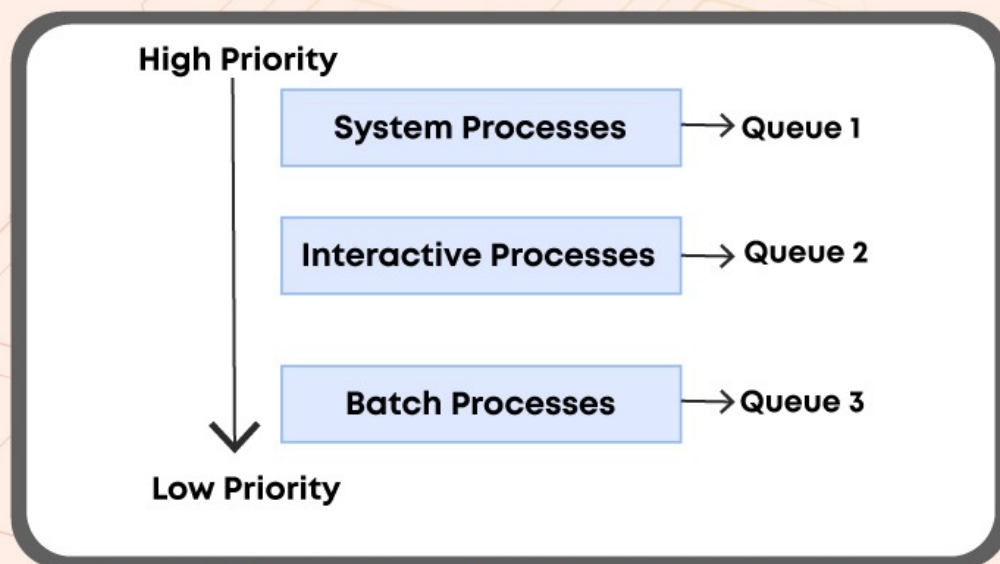 High Priority
System Processes
Queue 1
Interactive Processes
Queue 2
Batch Processes
Queue 3
Low Priority